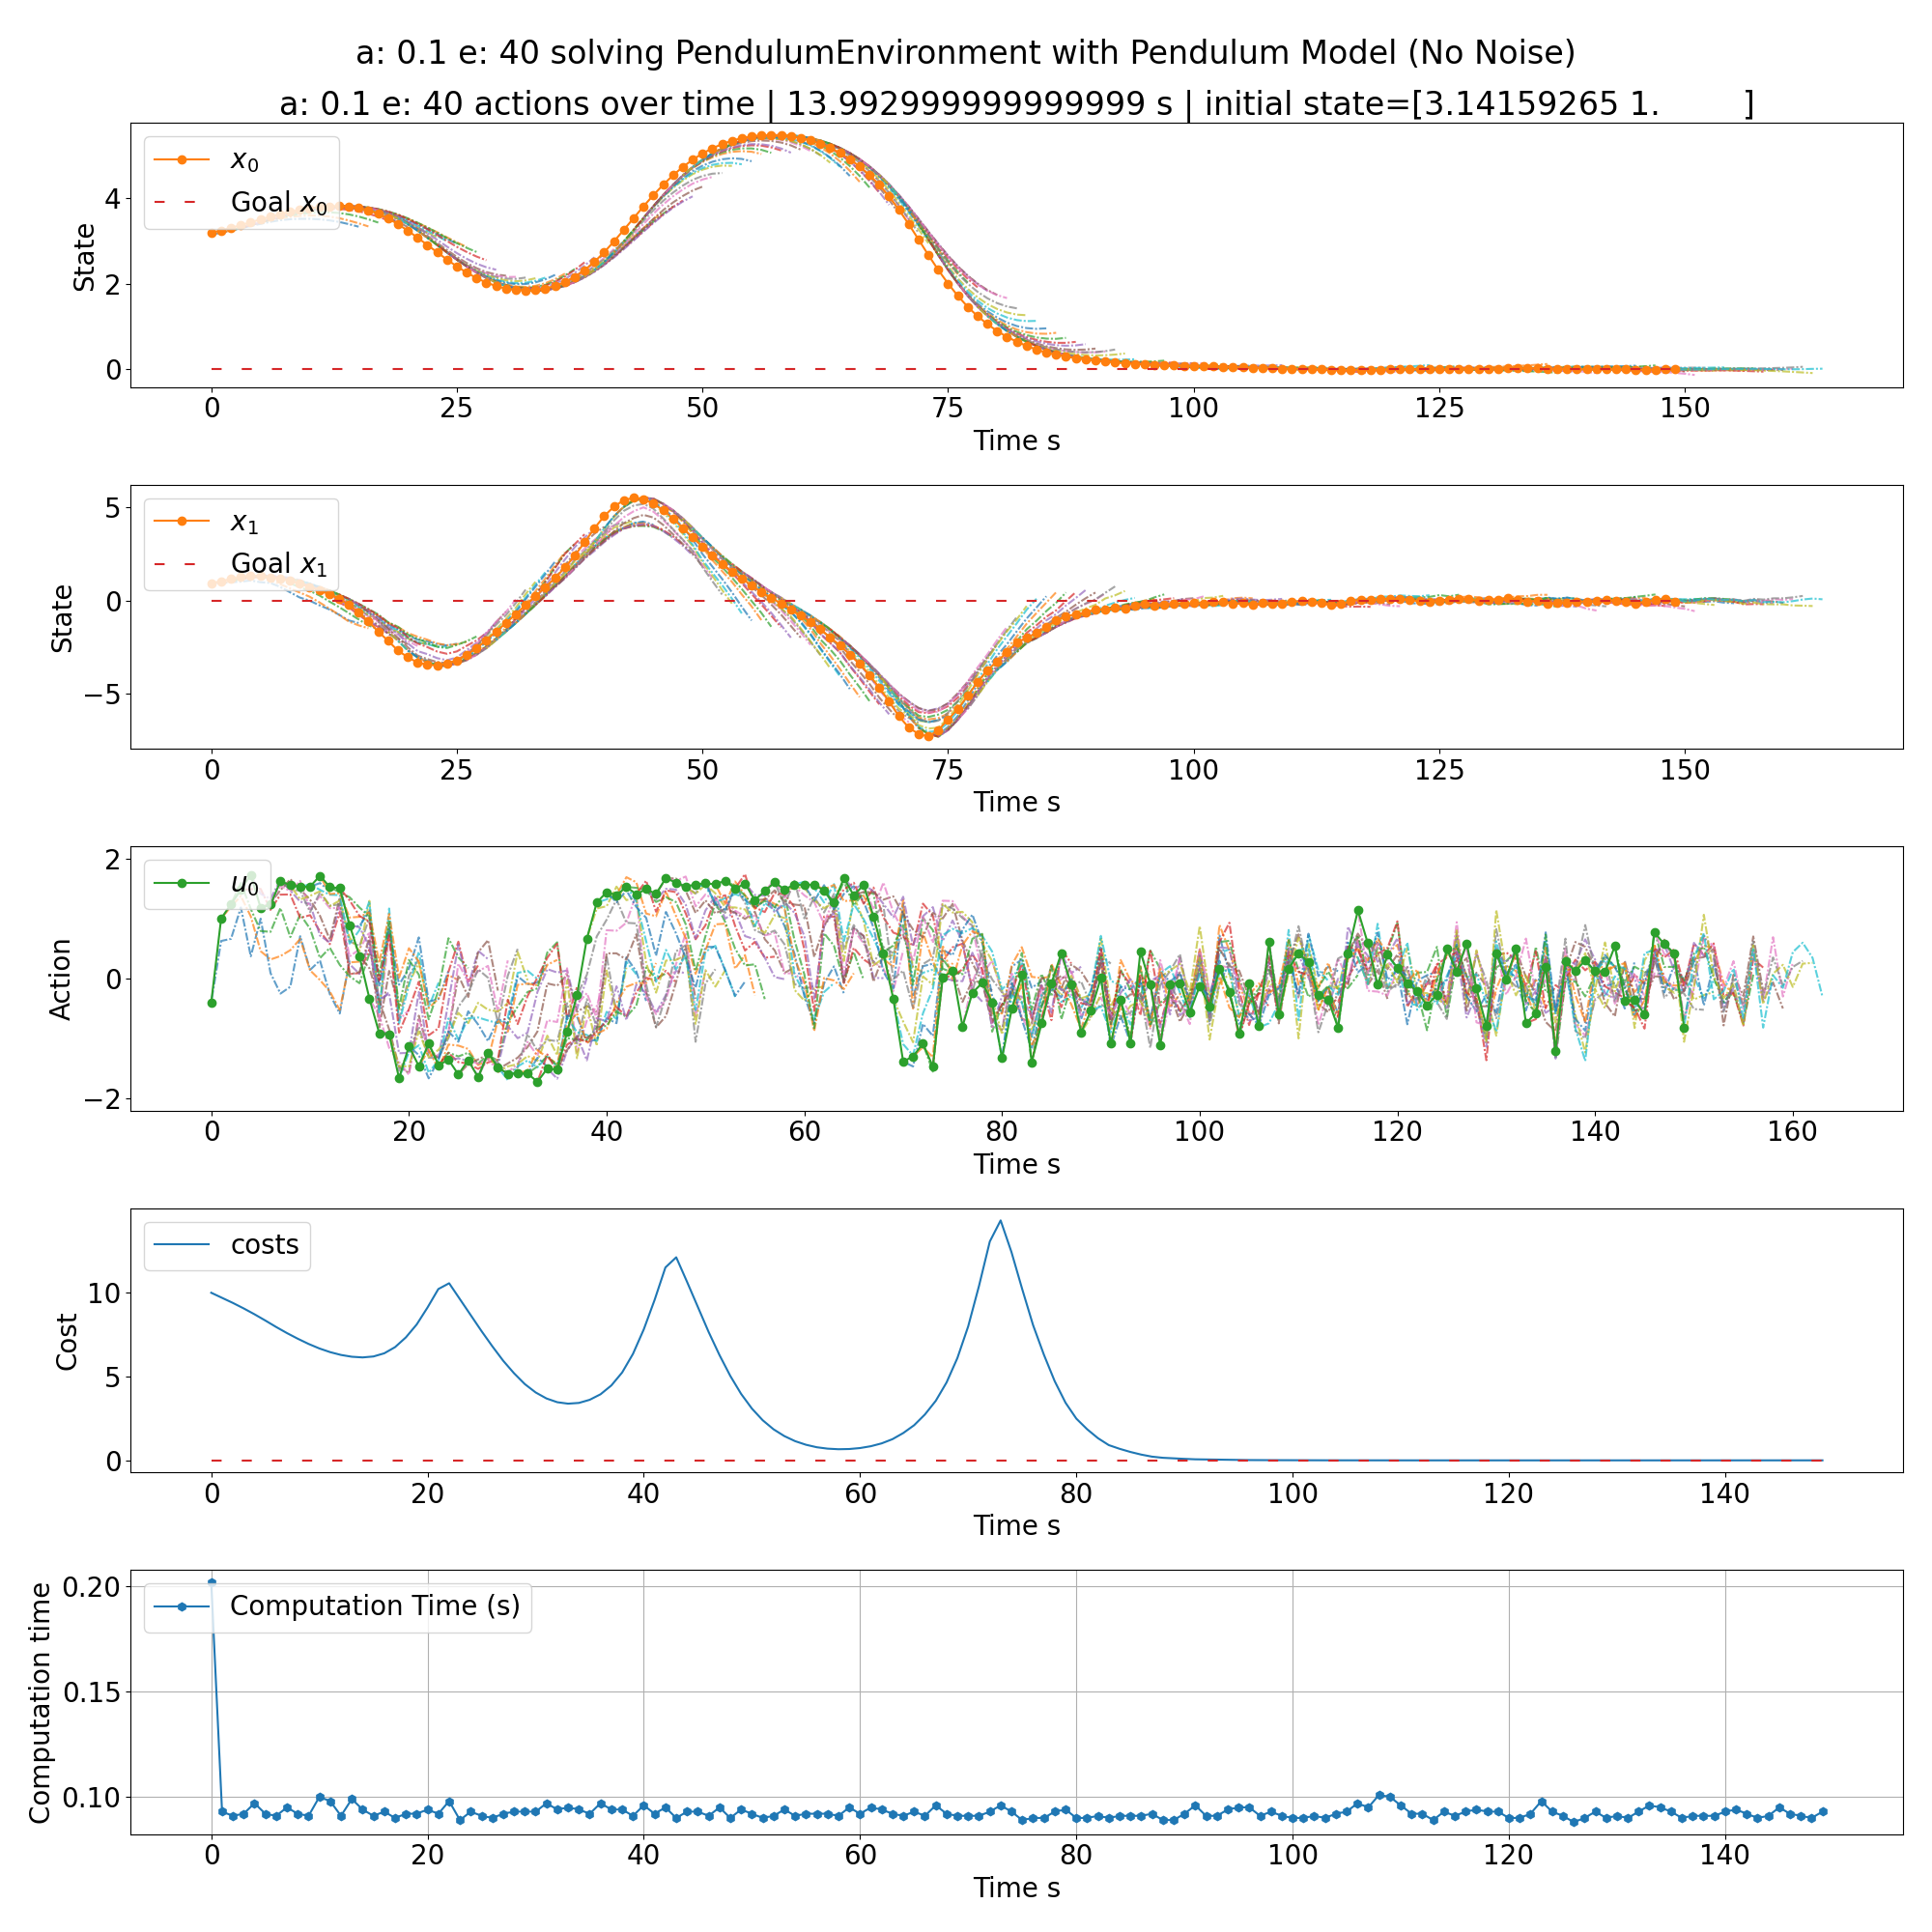 a: 0.1 e: 40 solving PendulumEnvironment with Pendulum Model (No Noise)
a: 0.1 e: 40 actions over time | 13.992999999999999 s | initial state=[3.14159265 1.         ]
x0
Goal x0
State
4
2
0
0 25 50 75 100 125 150
Time s
x1
Goal x1
State
5
0
−5
0 25 50 75 100 125 150
Time s
u0
Action
2
0
−2
0 20 40 60 80 100 120 140 160
Time s
costs
Cost
10
5
0
0 20 40 60 80 100 120 140
Time s
Computation Time (s)
Computation time
0.20
0.15
0.10
0 20 40 60 80 100 120 140
Time s